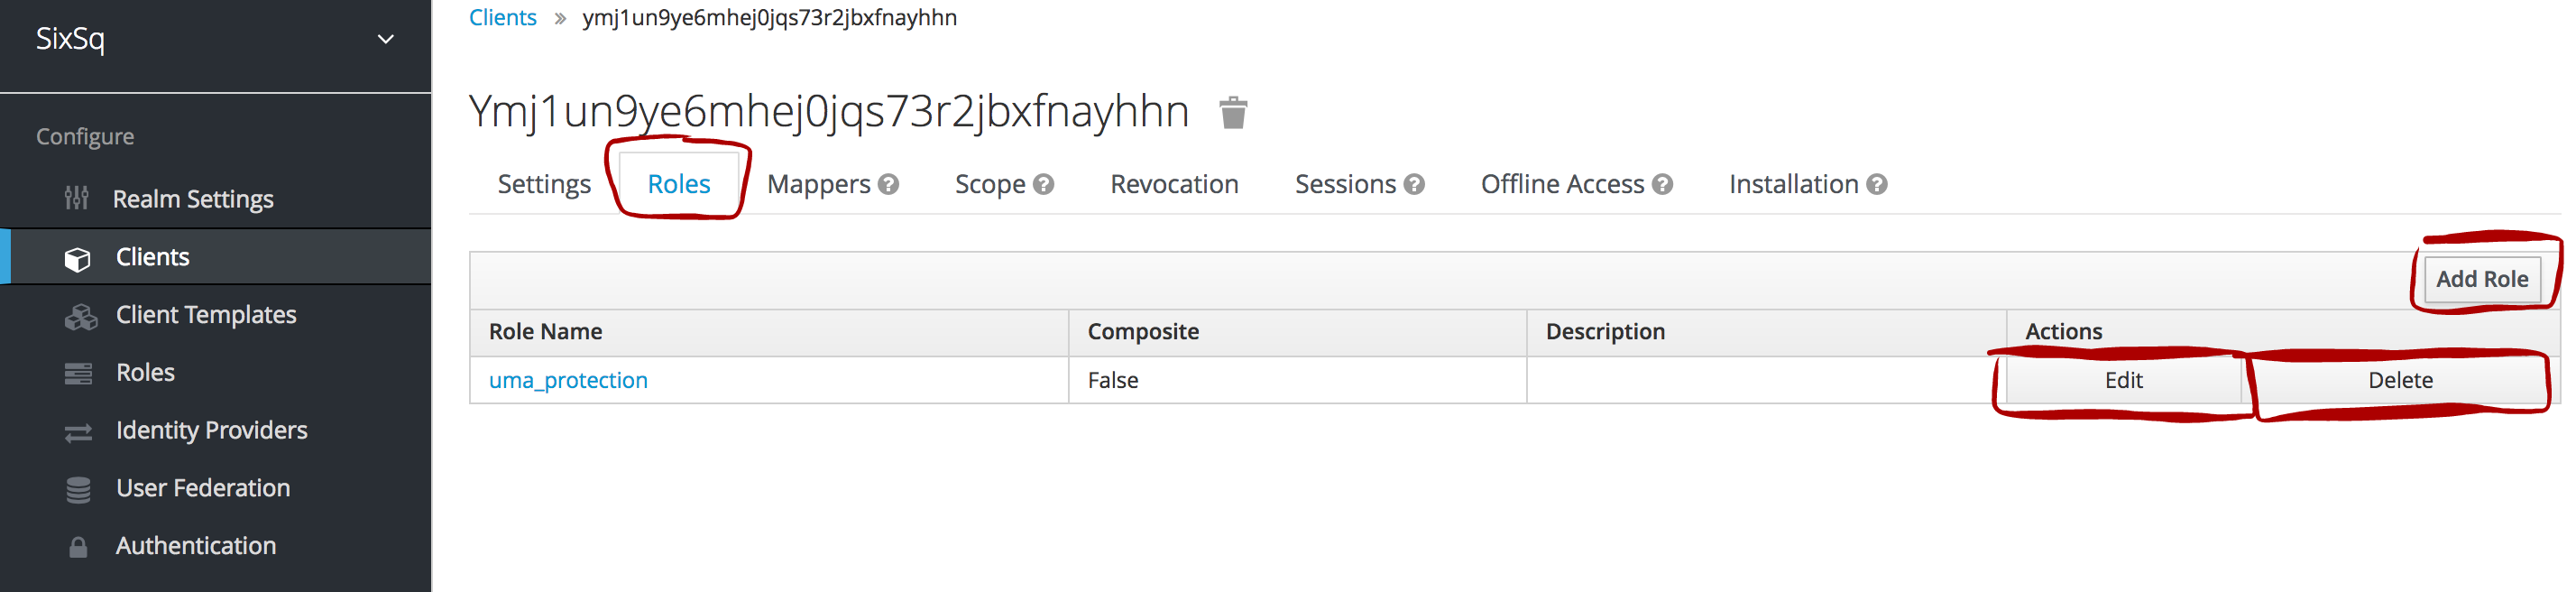 SixSq
Configure
Realm Settings
Clients
Client Templates
Roles
Identity Providers
User Federation
Authentication
Clients » ymj1un9ye6mhej0jqs73r2jbxfnayhhn
Ymj1un9ye6mhej0jqs73r2jbxfnayhhn
Settings Roles Mappers ? Scope ? Revocation Sessions ? Offline Access ? Installation ?
Add Role
Role Name Composite Description Actions
uma_protection False Edit Delete